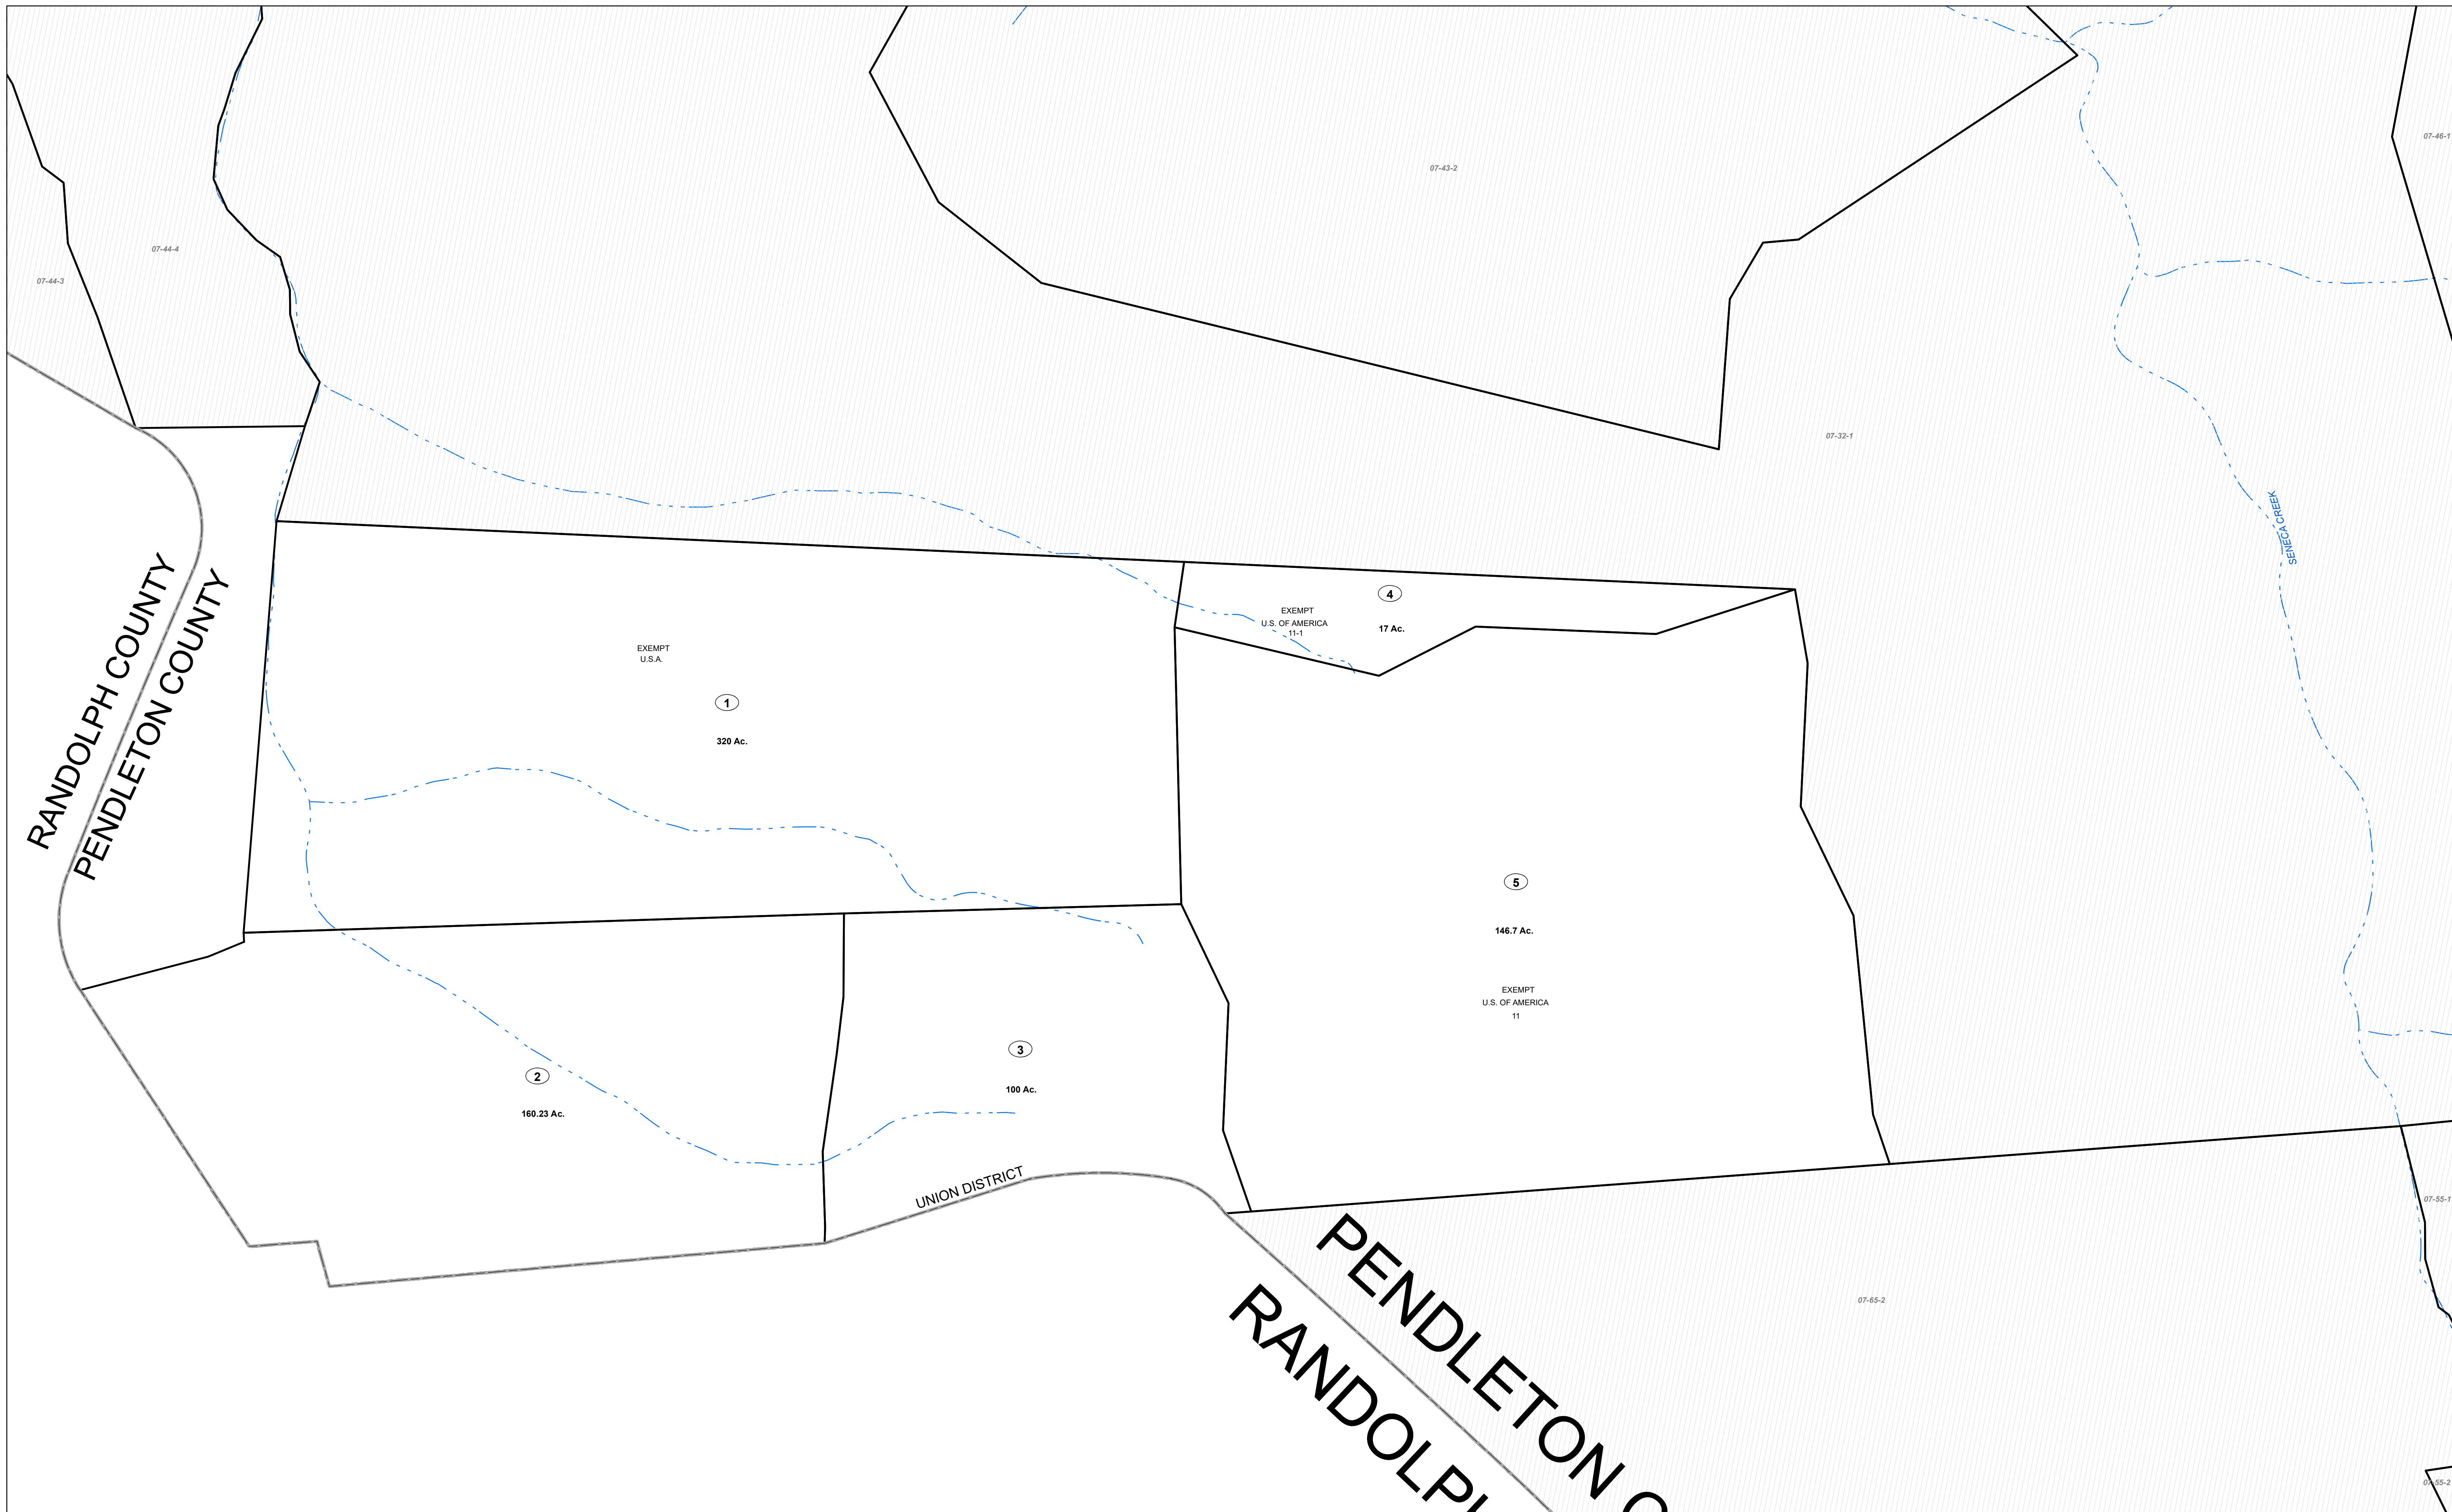 07-46-1
07-43-2
07-44-4
07-44-3
07-32-1
SENECA CREEK
RANDOLPH COUNTY
PENDLETON COUNTY
4
EXEMPT
U.S. OF AMERICA
11-1
17 Ac.
EXEMPT
U.S.A.
1
320 Ac.
5
146.7 Ac.
EXEMPT
U.S. OF AMERICA
11
3
100 Ac.
2
160.23 Ac.
UNION DISTRICT
07-55-1
PENDLETON C
RANDOLPH
07-65-2
07-55-2